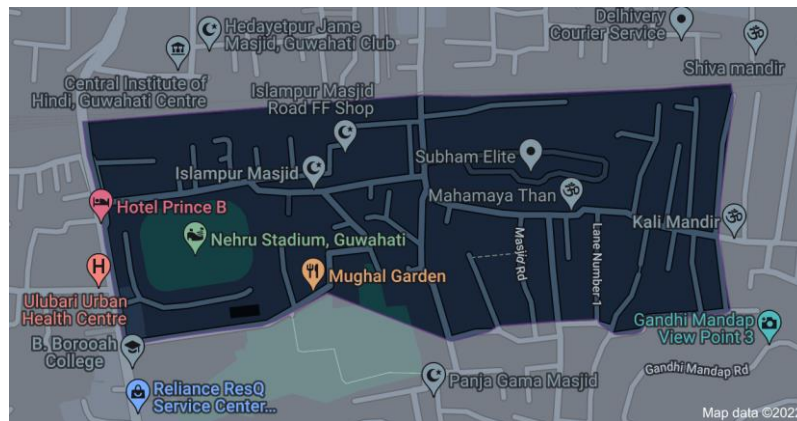 Hedayetpur Jame
Masjid, Guwahati Club
Delhivery
Courier Service
Shiva mandir
Central Institute of
Hindi, Guwahati Centre
Islampur Masjid
Road FF Shop
Islampur Masjid
Subham Elite
Mahamaya Than
Hotel Prince B
Kali Mandir
Nehru Stadium, Guwahati
Masjid Rd
Lane Number 1
Mughal Garden
H
Ulubari Urban
Health Centre
Gandhi Mandap
View Point 3
B. Borooah
College
Gandhi Mandap Rd
Panja Gama Masjid
Reliance ResQ
Service Center...
Map data ©2022